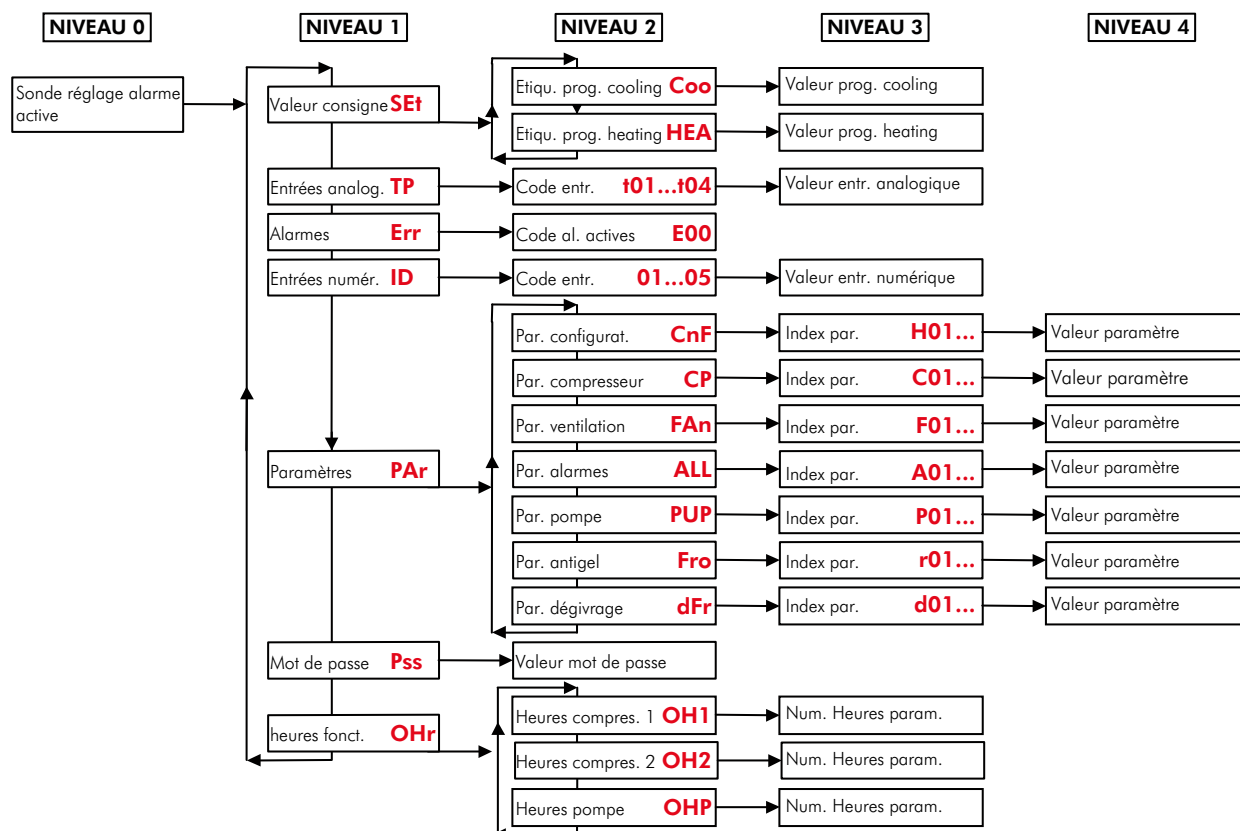 NIVEAU 0 NIVEAU 1 NIVEAU 2 NIVEAU 3 NIVEAU 4
Sonde réglage alarme
active
Valeur consigne SEt
Etiqu. prog. cooling Coo
Valeur prog. cooling
Etiqu. prog. heating HEA
Valeur prog. heating
Entrées analog. TP
Code entr. t01...t04
Valeur entr. analogique
Alarmes Err
Code al. actives E00
Entrées numér. ID
Code entr. 01...05
Valeur entr. numérique
Paramètres PAr
Par. configurat. CnF
Index par. H01...
Valeur paramètre
Par. compresseur CP
Index par. C01...
Valeur paramètre
Par. ventilation FAn
Index par. F01...
Valeur paramètre
Par. alarmes ALL
Index par. A01...
Valeur paramètre
Par. pompe PUP
Index par. P01...
Valeur paramètre
Par. antigel Fro
Index par. r01...
Valeur paramètre
Par. dégivrage dFr
Index par. d01...
Valeur paramètre
Mot de passe Pss
Valeur mot de passe
heures fonct. OHr
Heures compres. 1 OH1
Num. Heures param.
Heures compres. 2 OH2
Num. Heures param.
Heures pompe OHP
Num. Heures param.